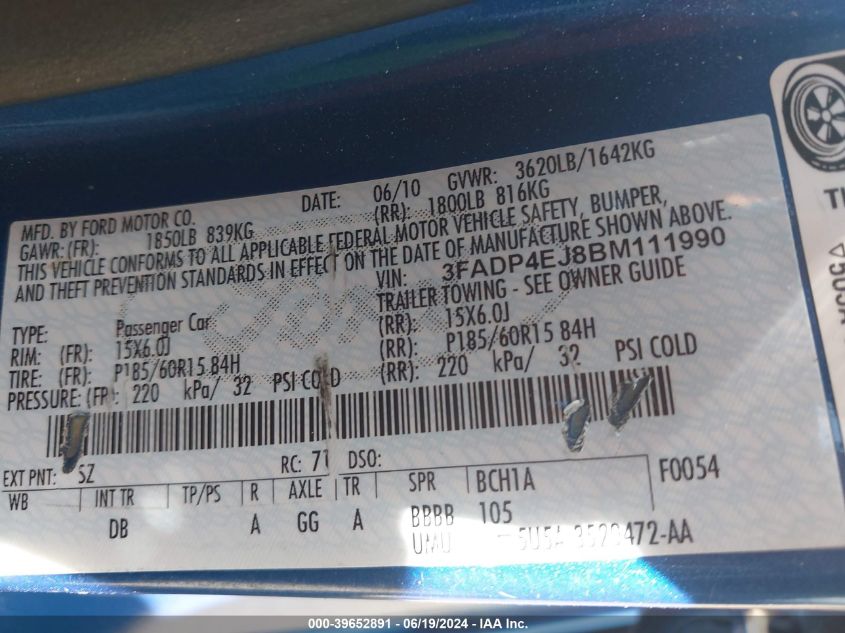 MFD. BY FORD MOTOR CO. DATE: 06/10 GVWR: 3620LB/1642KG
GAWR:(FR): 1850LB 839KG (RR): 1800LB 816KG
THIS VEHICLE CONFORMS TO ALL APPLICABLE FEDERAL MOTOR VEHICLE SAFETY, BUMPER,
AND THEFT PREVENTION STANDARDS IN EFFECT ON THE DATE OF MANUFACTURE SHOWN ABOVE.
VIN: 3FADP4EJ8BM111990
TYPE: Passenger Car TRAILER TOWING - SEE OWNER GUIDE
RIM: (FR): 15X6.0J (RR): 15X6.0J
TIRE: (FR): P185/60R15 84H (RR): P185/60R15 84H
PRESSURE: (FR): 220 kPa/ 32 PSI COLD (RR): 220 kPa/ 32 PSI COLD
EXT PNT: SZ RC: 71 DSO: F0054
WB INT TR TP/PS R AXLE TR SPR BCH1A
DB A GG A BBBB 105
UMU
000-39652891 - 06/19/2024 - IAA Inc.